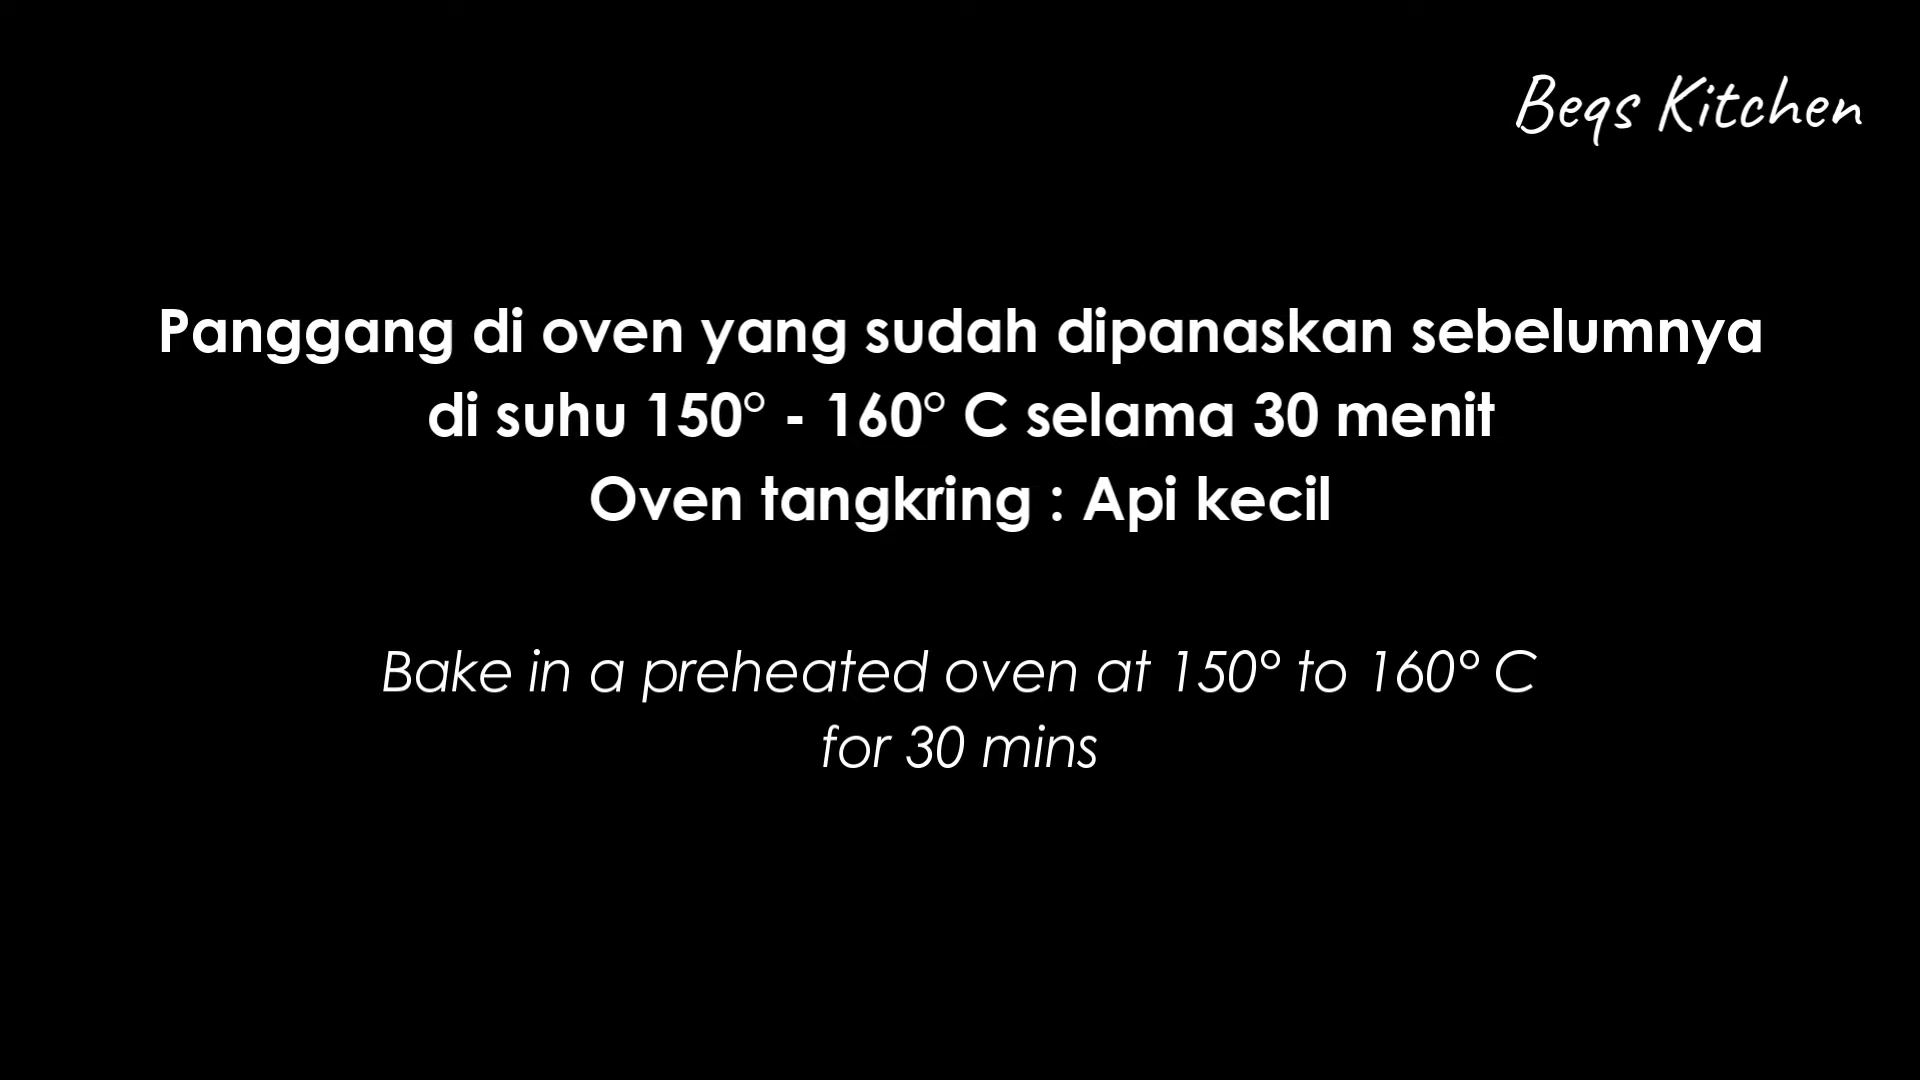 Beqs Kitchen
Panggang di oven yang sudah dipanaskan sebelumnya
di suhu 150° - 160° C selama 30 menit
Oven tangkring : Api kecil
Bake in a preheated oven at 150° to 160° C
for 30 mins